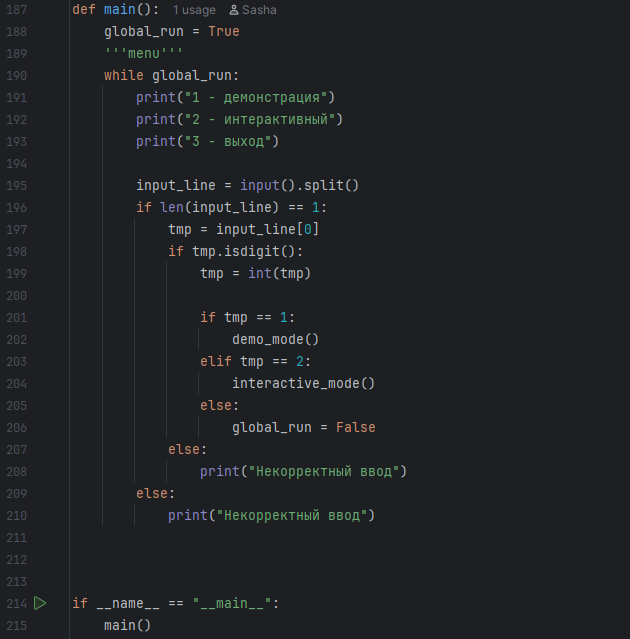 187 def main(): 1 usage Sasha
188 global_run = True
189 '''menu'''
190 while global_run:
191 print("1 - демонстрация")
192 print("2 - интерактивный")
193 print("3 - выход")
194
195 input_line = input().split()
196 if len(input_line) == 1:
197 tmp = input_line[0]
198 if tmp.isdigit():
199 tmp = int(tmp)
200
201 if tmp == 1:
202 demo_mode()
203 elif tmp == 2:
204 interactive_mode()
205 else:
206 global_run = False
207 else:
208 print("Некорректный ввод")
209 else:
210 print("Некорректный ввод")
211
212
213
214 if __name__ == "__main__":
215 main()